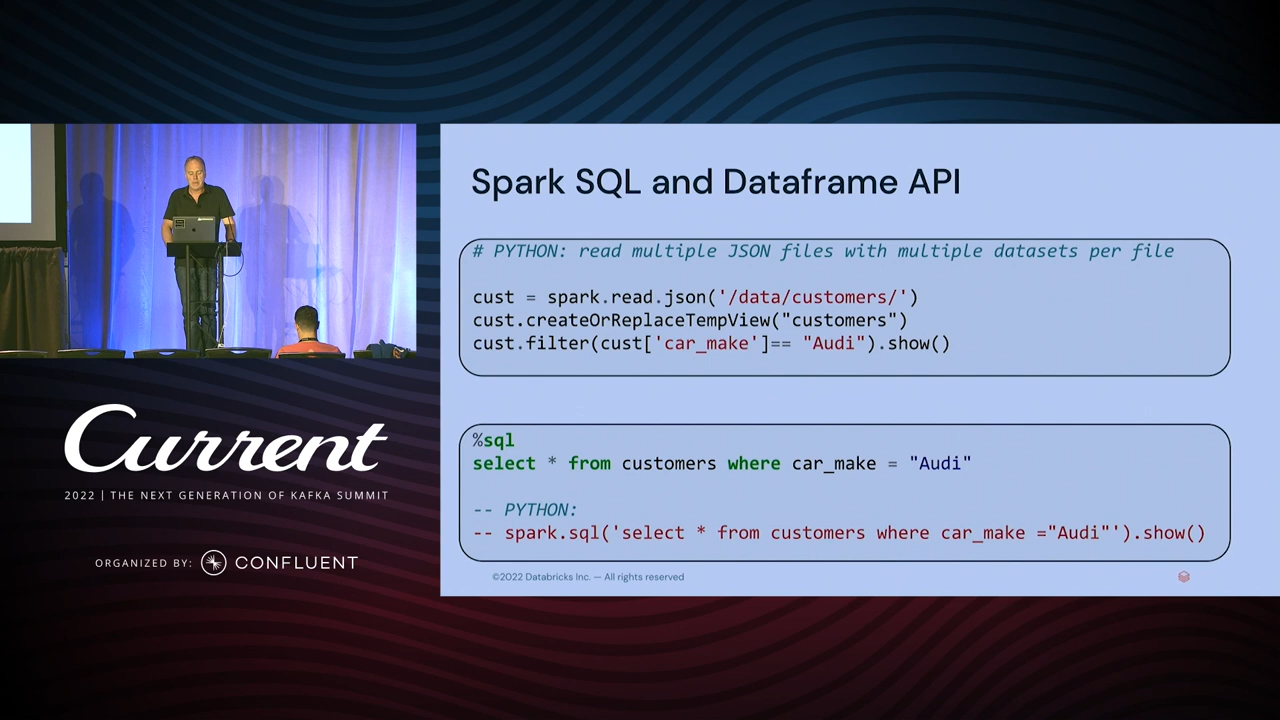 Spark SQL and Dataframe API
# PYTHON: read multiple JSON files with multiple datasets per file
cust = spark.read.json('/data/customers/')
cust.createOrReplaceTempView("customers")
cust.filter(cust['car_make']== "Audi").show()
%sql
select * from customers where car_make = "Audi"
-- PYTHON:
-- spark.sql('select * from customers where car_make ="Audi"').show()
©2022 Databricks Inc. — All rights reserved
Current
2022 | THE NEXT GENERATION OF KAFKA SUMMIT
ORGANIZED BY: CONFLUENT